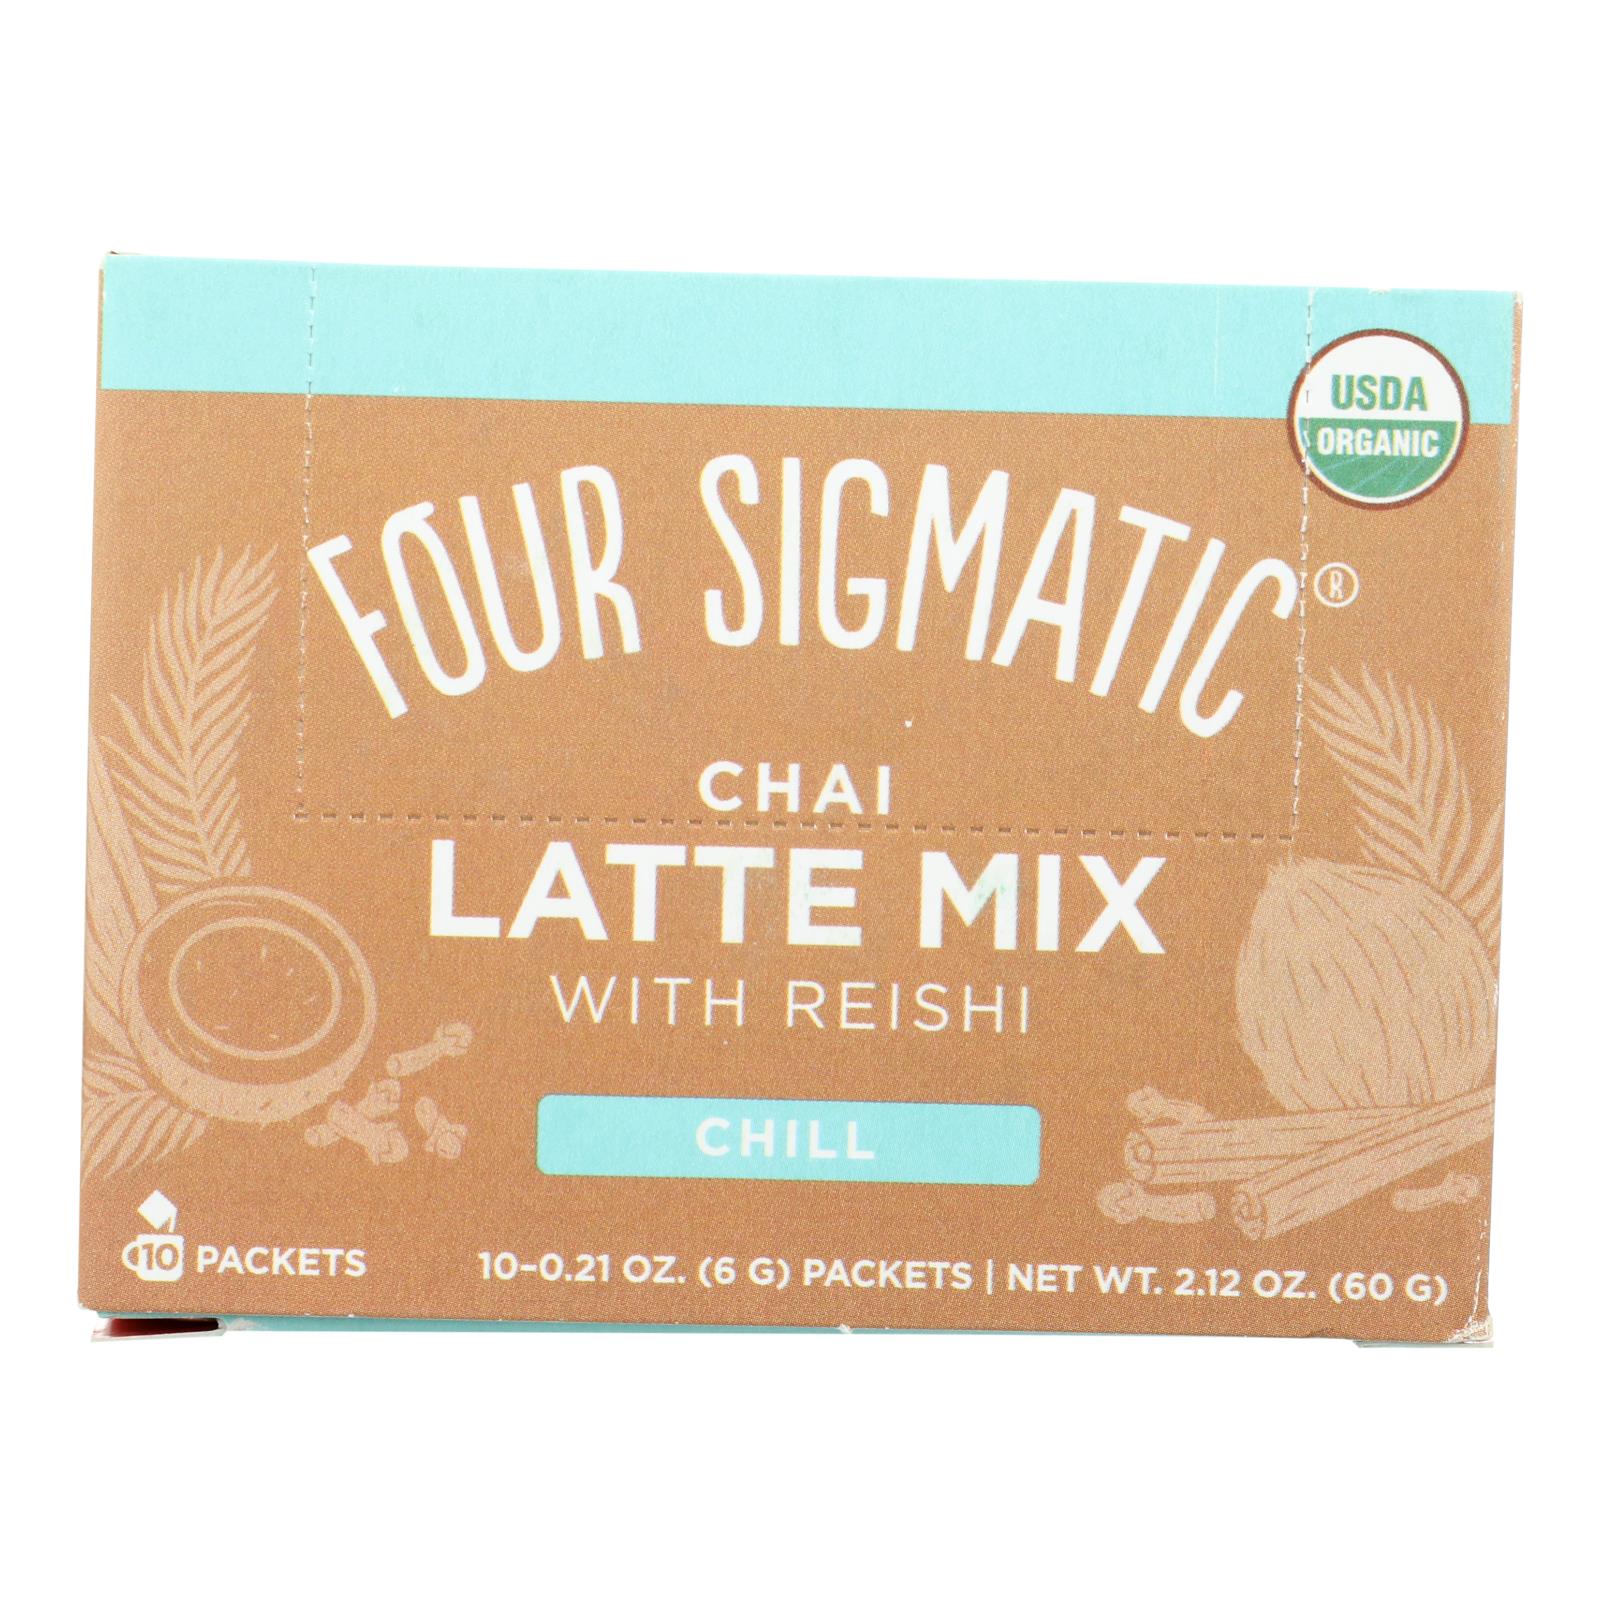 USDA
ORGANIC
FOUR SIGMATIC®
CHAI
LATTE MIX
WITH REISHI
CHILL
10 PACKETS
10-0.21 OZ. (6 G) PACKETS | NET WT. 2.12 OZ. (60 G)